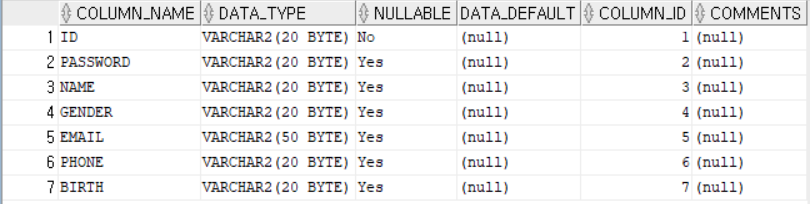 COLUMN_NAME DATA_TYPE NULLABLE DATA_DEFAULT COLUMN_ID COMMENTS
1 ID VARCHAR2(20 BYTE) No (null) 1 (null)
2 PASSWORD VARCHAR2(20 BYTE) Yes (null) 2 (null)
3 NAME VARCHAR2(20 BYTE) Yes (null) 3 (null)
4 GENDER VARCHAR2(20 BYTE) Yes (null) 4 (null)
5 EMAIL VARCHAR2(50 BYTE) Yes (null) 5 (null)
6 PHONE VARCHAR2(20 BYTE) Yes (null) 6 (null)
7 BIRTH VARCHAR2(20 BYTE) Yes (null) 7 (null)